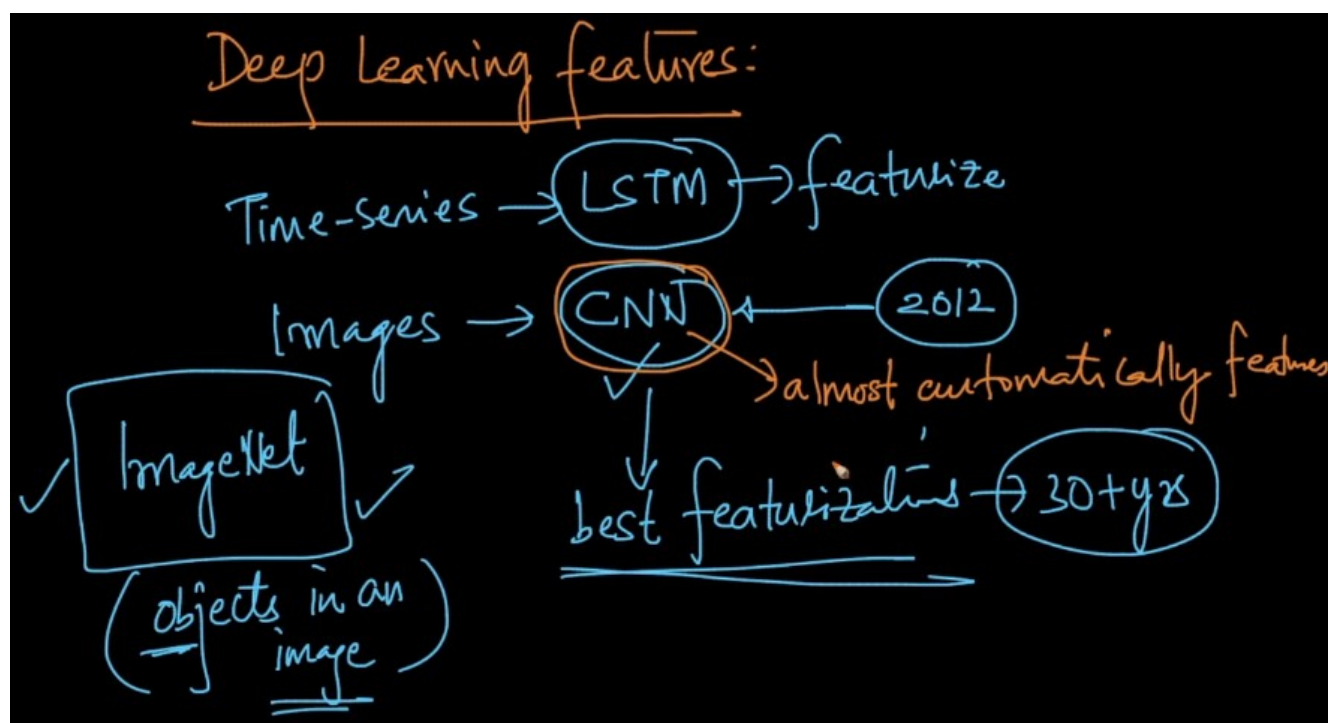 Deep Learning features:
Time-series → LSTM → featurize
Images → CNN ← 2012
→ almost automatically features
ImageNet
best featurizations → 30+yrs
(objects in an
image)